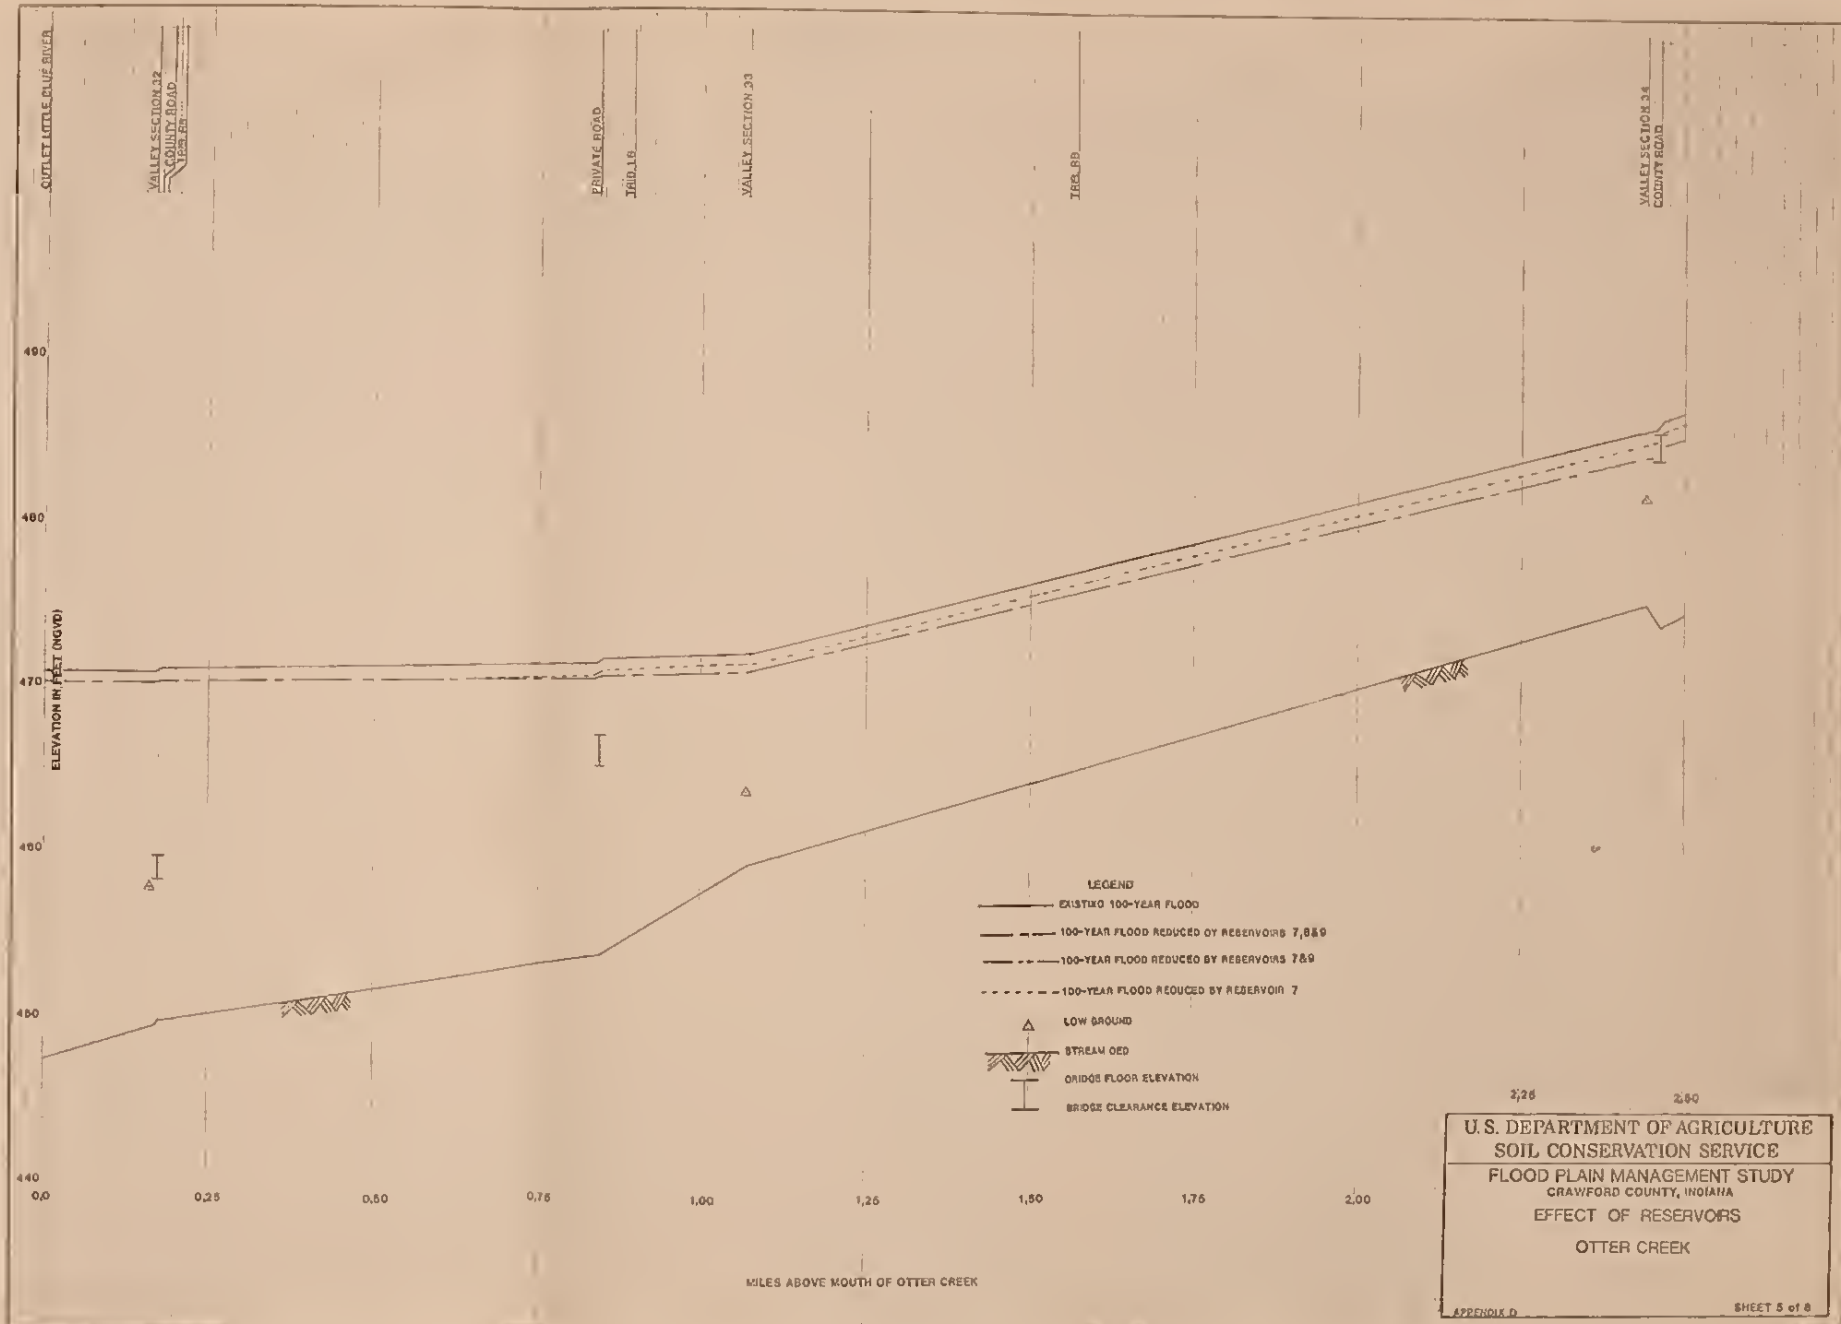 OUTLET LITTLE BLUE RIVER
VALLEY SECTION 32
COUNTY ROAD
TRIB. RB
PRIVATE ROAD
TRIB. LB
VALLEY SECTION 33
TRIB. RB
VALLEY SECTION 34
COUNTY ROAD
490
480
470
460
450
440
ELEVATION IN FEET (NGVD)
LEGEND
EXISTING 100-YEAR FLOOD
100-YEAR FLOOD REDUCED BY RESERVOIRS 7,8&9
100-YEAR FLOOD REDUCED BY RESERVOIRS 7&9
100-YEAR FLOOD REDUCED BY RESERVOIR 7
LOW GROUND
STREAM BED
BRIDGE FLOOR ELEVATION
BRIDGE CLEARANCE ELEVATION
0,0 0,25 0,50 0,75 1,00 1,25 1,50 1,75 2,00 2,25 2,50
MILES ABOVE MOUTH OF OTTER CREEK
U.S. DEPARTMENT OF AGRICULTURE
SOIL CONSERVATION SERVICE
FLOOD PLAIN MANAGEMENT STUDY
CRAWFORD COUNTY, INDIANA
EFFECT OF RESERVOIRS
OTTER CREEK
APPENDIX D SHEET 5 of 8